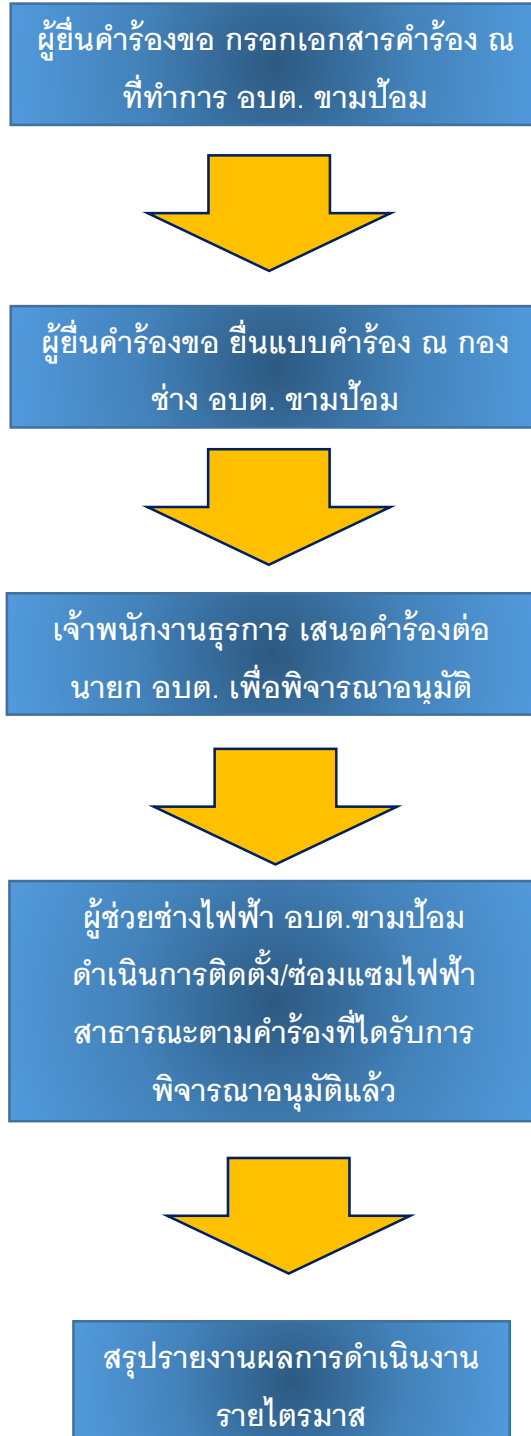 ผู้ยื่นคำร้องขอ กรอกเอกสารคำร้อง ณ
ที่ทำการ อบต. ขามป้อม
ผู้ยื่นคำร้องขอ ยื่นแบบคำร้อง ณ กอง
ช่าง อบต. ขามป้อม
เจ้าพนักงานธุรการ เสนอคำร้องต่อ
นายก อบต. เพื่อพิจารณาอนุมัติ
ผู้ช่วยช่างไฟฟ้า อบต.ขามป้อม
ดำเนินการติดตั้ง/ซ่อมแซมไฟฟ้า
สาธารณะตามคำร้องที่ไดรับการ
พิจารณาอนุมัติแล้ว
สรุปรายงานผลการดำเนินงาน
รายไตรมาส